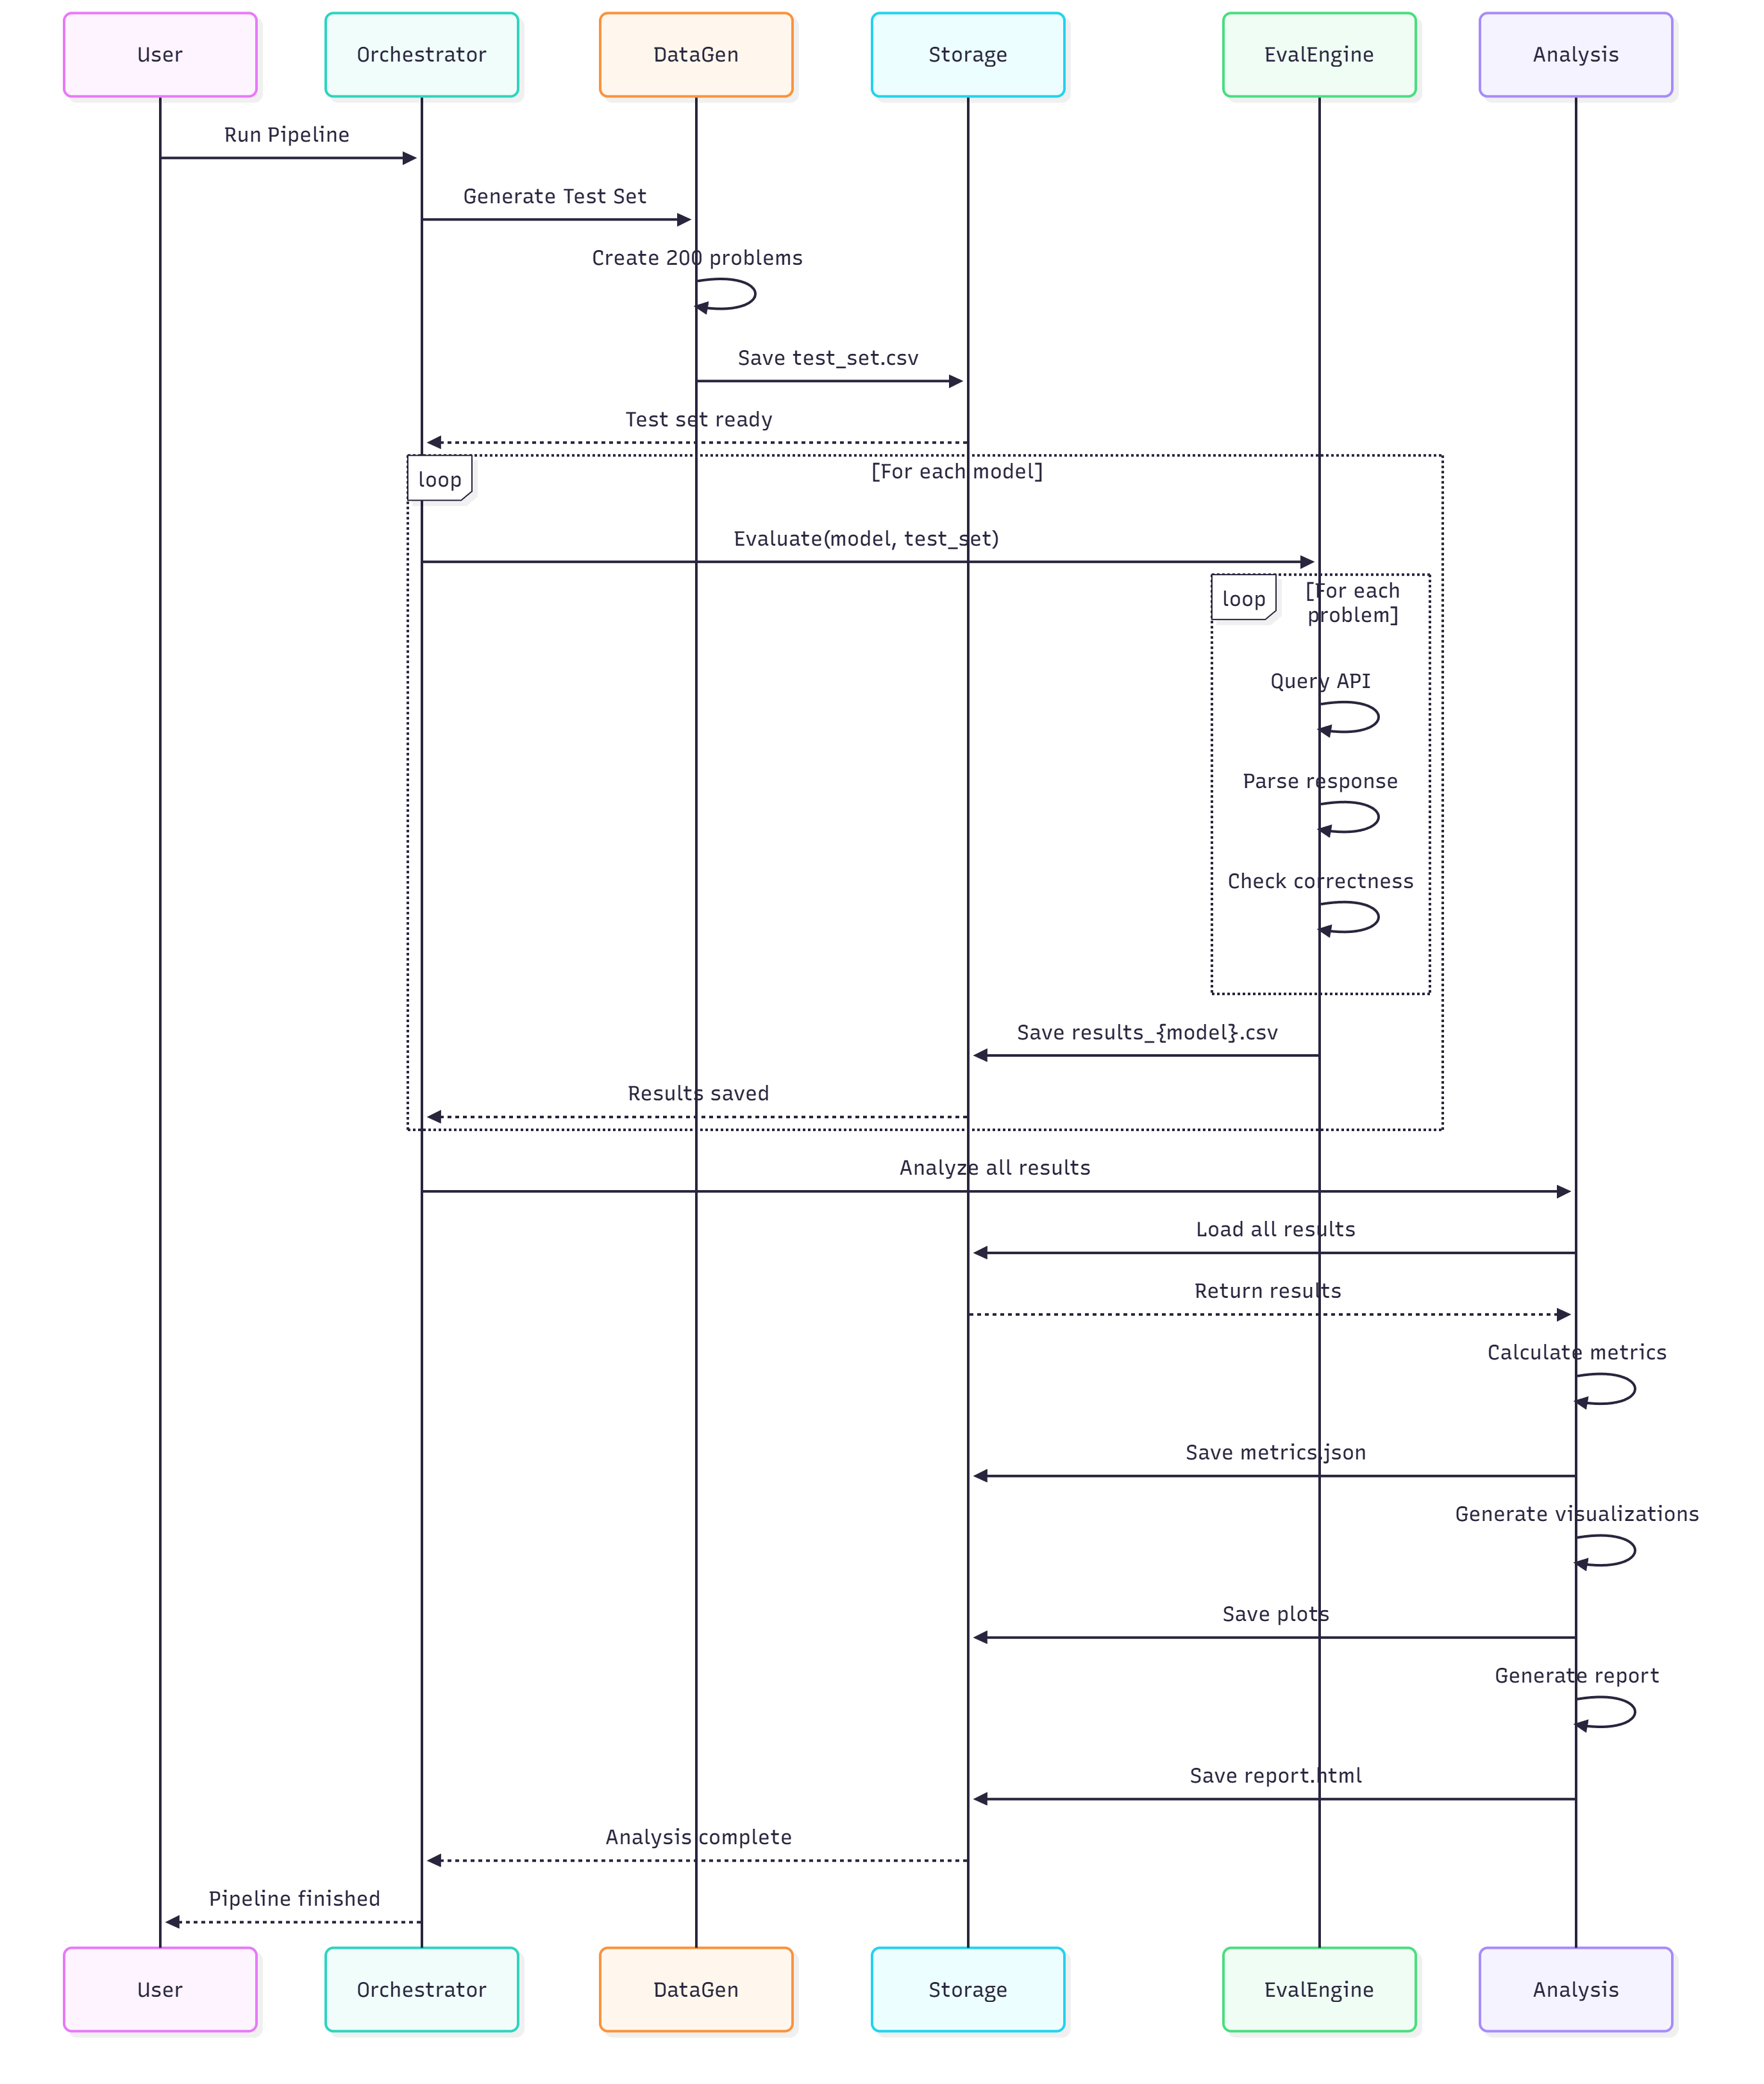 User
Orchestrator
DataGen
Storage
EvalEngine
Analysis
Run Pipeline
Generate Test Set
Create 200 problems
Save test_set.csv
Test set ready
loop
[For each model]
Evaluate(model, test_set)
loop
[For each
problem]
Query API
Parse response
Check correctness
Save results_{model}.csv
Results saved
Analyze all results
Load all results
Return results
Calculate metrics
Save metrics.json
Generate visualizations
Save plots
Generate report
Save report.html
Analysis complete
Pipeline finished
User
Orchestrator
DataGen
Storage
EvalEngine
Analysis